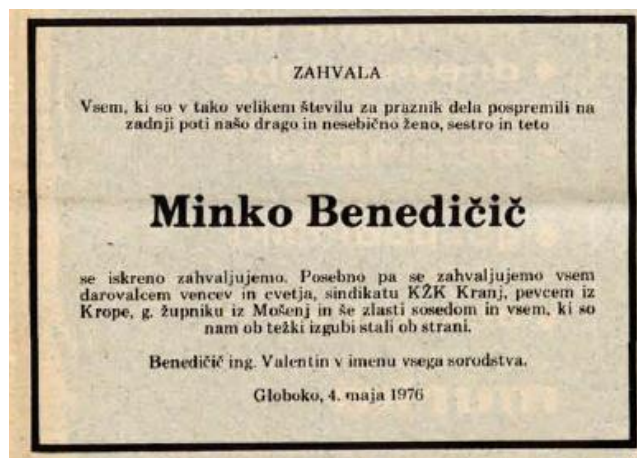 ZAHVALA
Vsem, ki so v tako velikem številu za praznik dela pospremili na
zadnji poti našo drago in nesebično ženo, sestro in teto
Minko Benedičič
se iskreno zahvaljujemo. Posebno pa se zahvaljujemo vsem
darovalcem vencev in cvetja, sindikatu KŽK Kranj, pevcem iz
Krope, g. župniku iz Mošenj in še zlasti sosedom in vsem, ki so
nam ob težki izgubi stali ob strani.
Benedičič ing. Valentin v imenu vsega sorodstva.
Globoko, 4. maja 1976